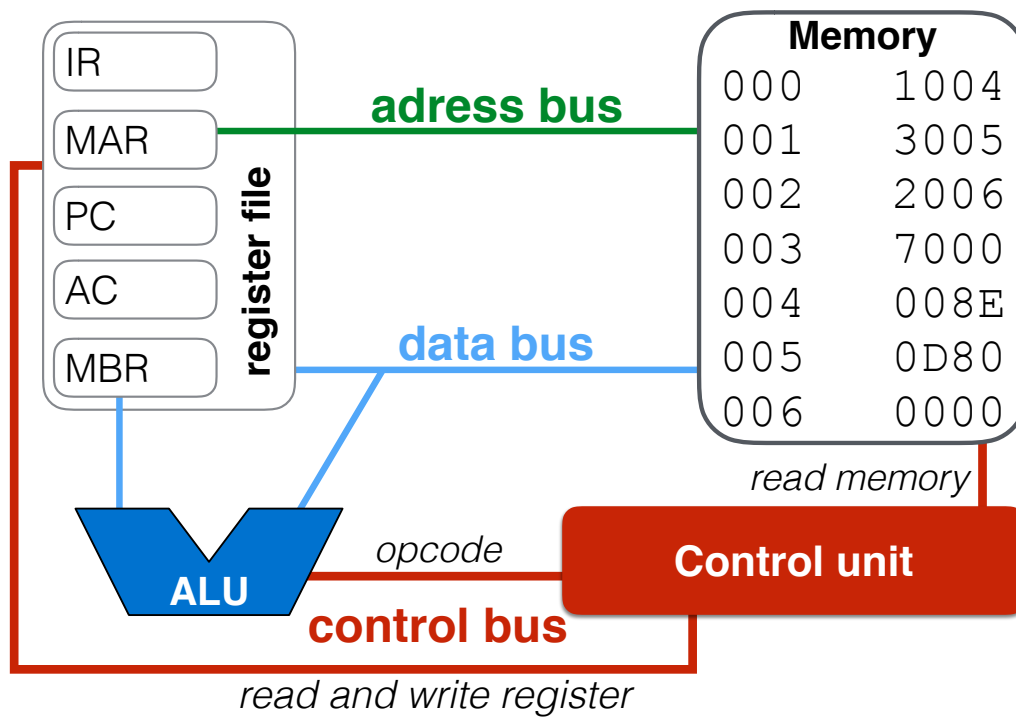 IR
MAR
PC
AC
MBR
register file
adress bus
data bus
Memory
000 1004
001 3005
002 2006
003 7000
004 008E
005 0D80
006 0000
read memory
ALU
opcode
control bus
Control unit
read and write register